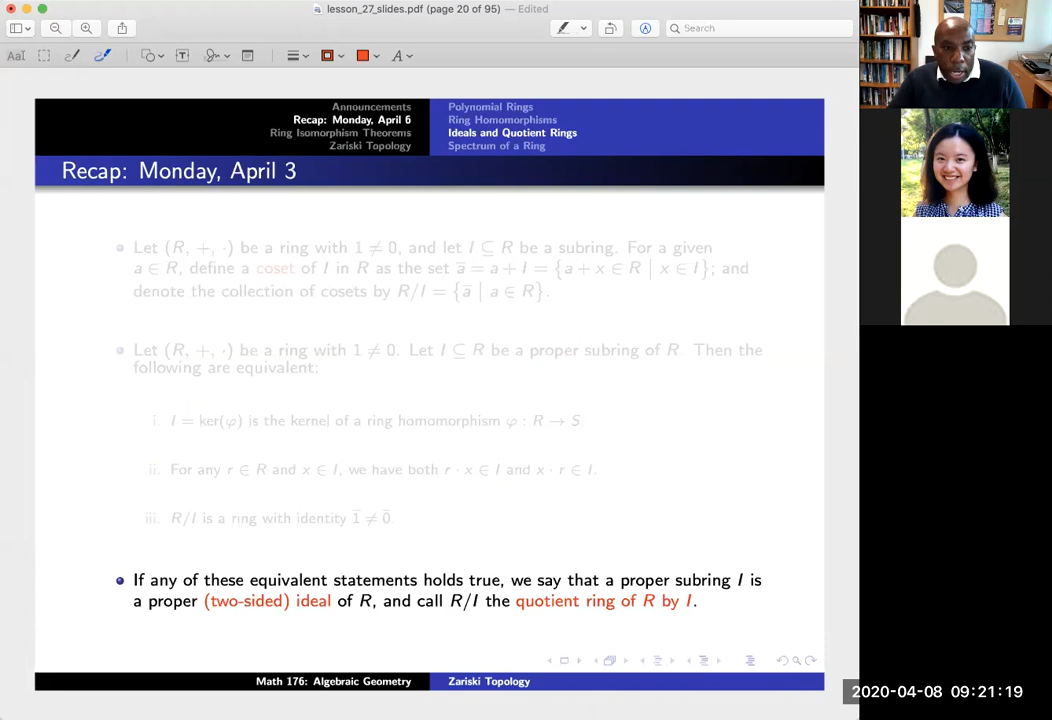 lesson_27_slides.pdf (page 20 of 95) — Edited
Search
Announcements
Recap: Monday, April 6
Ring Isomorphism Theorems
Zariski Topology
Polynomial Rings
Ring Homomorphisms
Ideals and Quotient Rings
Spectrum of a Ring
Recap: Monday, April 3
Let (R, +, ·) be a ring with 1 ≠ 0, and let I ⊆ R be a subring. For a given
a ∈ R, define a coset of I in R as the set a̅ = a + I = {a + x ∈ R | x ∈ I}; and
denote the collection of cosets by R/I = {a̅ | a ∈ R}.
Let (R, +, ·) be a ring with 1 ≠ 0. Let I ⊆ R be a proper subring of R. Then the
following are equivalent:
i. I = ker(φ) is the kernel of a ring homomorphism φ : R → S.
ii. For any r ∈ R and x ∈ I, we have both r · x ∈ I and x · r ∈ I.
iii. R/I is a ring with identity 1̅ ≠ 0̅.
If any of these equivalent statements holds true, we say that a proper subring I is
a proper (two-sided) ideal of R, and call R/I the quotient ring of R by I.
Math 176: Algebraic Geometry
Zariski Topology
2020-04-08 09:21:19